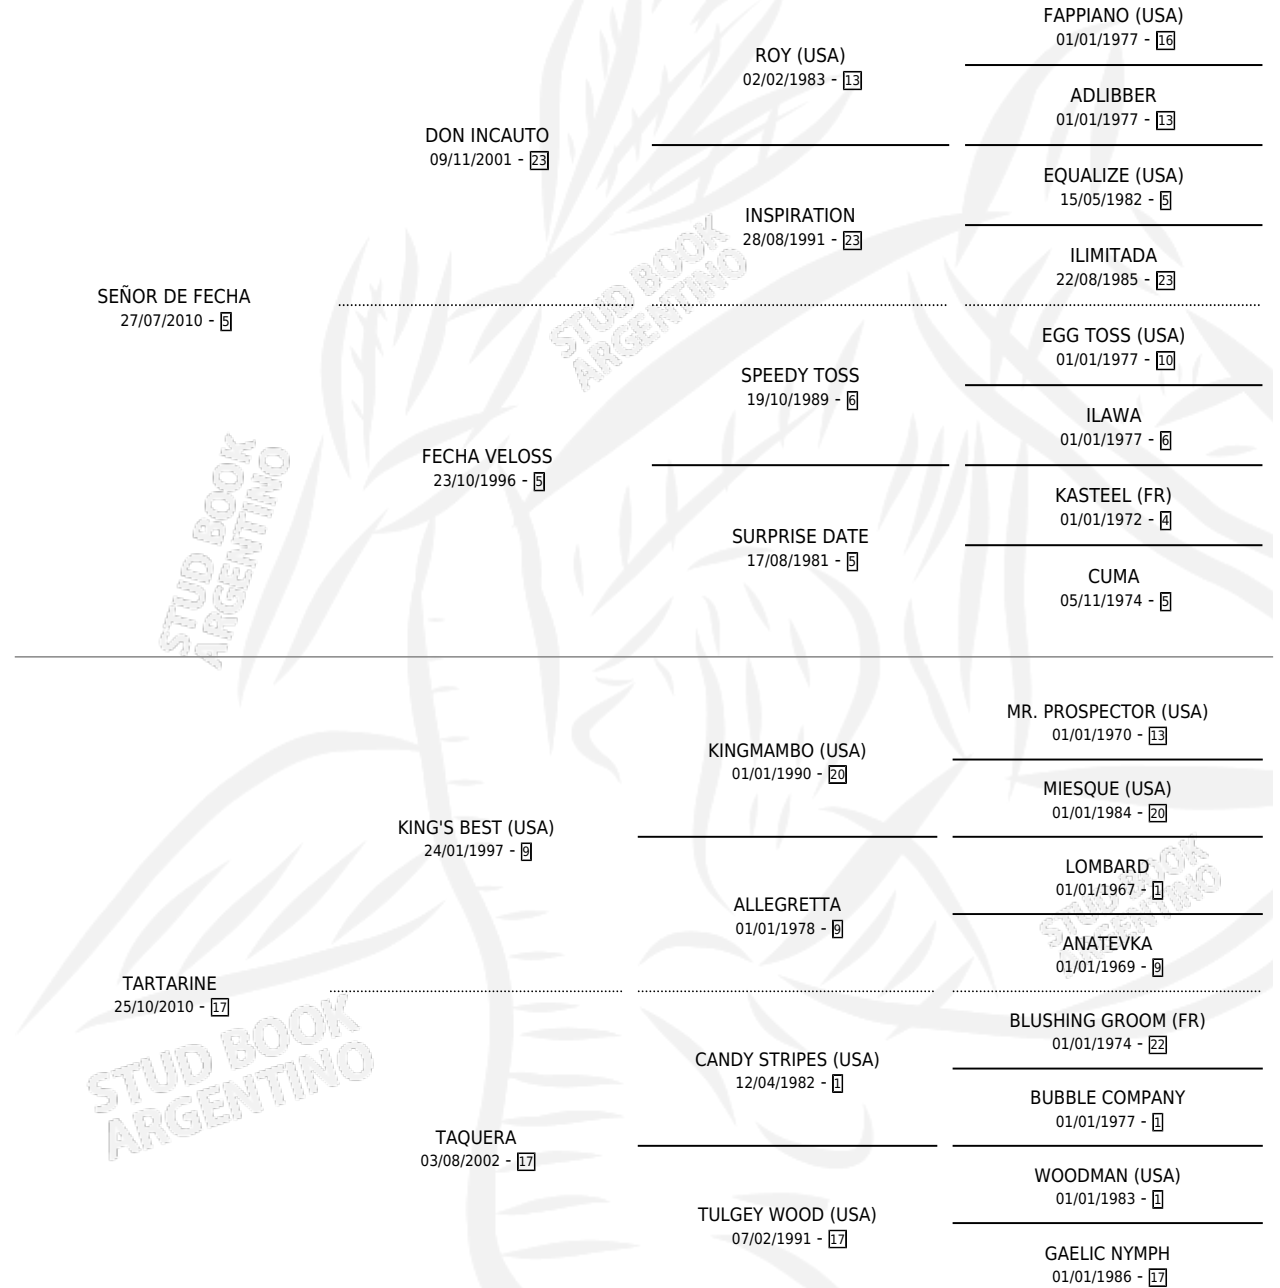 FAPPIANO (USA)
01/01/1977 - 16
ROY (USA)
02/02/1983 - 13
ADLIBBER
01/01/1977 - 13
DON INCAUTO
09/11/2001 - 23
EQUALIZE (USA)
15/05/1982 - 5
INSPIRATION
28/08/1991 - 23
ILIMITADA
22/08/1985 - 23
SEÑOR DE FECHA
27/07/2010 - 5
STUD BOOK
ARGENTINO
EGG TOSS (USA)
01/01/1977 - 10
SPEEDY TOSS
19/10/1989 - 6
ILAWA
01/01/1977 - 6
FECHA VELOSS
23/10/1996 - 5
KASTEEL (FR)
01/01/1972 - 4
SURPRISE DATE
17/08/1981 - 5
CUMA
05/11/1974 - 5
STUD BOOK
ARGENTINO
MR. PROSPECTOR (USA)
01/01/1970 - 13
KINGMAMBO (USA)
01/01/1990 - 20
MIESQUE (USA)
01/01/1984 - 20
KING'S BEST (USA)
24/01/1997 - 9
LOMBARD
01/01/1967 - 1
ALLEGRETTA
01/01/1978 - 9
STUD BOOK
ARGENTINO
ANATEVKA
01/01/1969 - 9
TARTARINE
25/10/2010 - 17
BLUSHING GROOM (FR)
01/01/1974 - 22
CANDY STRIPES (USA)
12/04/1982 - 1
STUD BOOK
ARGENTINO
BUBBLE COMPANY
01/01/1977 - 1
TAQUERA
03/08/2002 - 17
WOODMAN (USA)
01/01/1983 - 1
TULGEY WOOD (USA)
07/02/1991 - 17
GAELIC NYMPH
01/01/1986 - 17